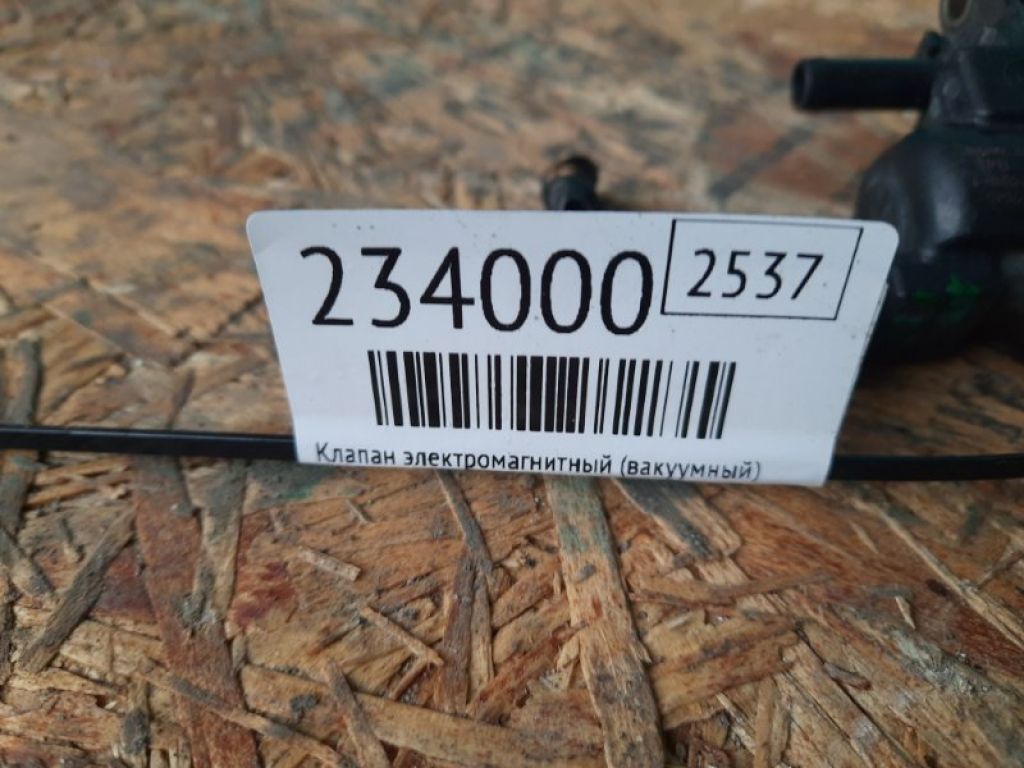 234000
2537
Клапан электромагнитный (вакуумный)